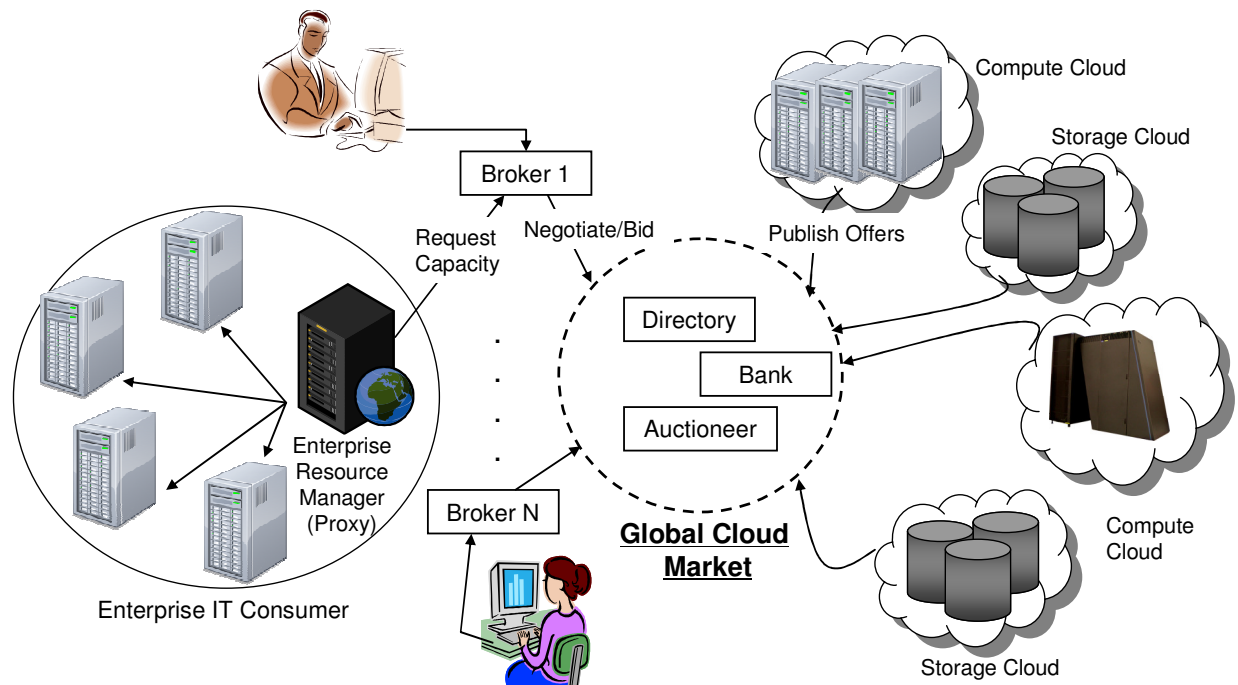 Compute Cloud
Storage Cloud
Broker 1
Request
Capacity
Negotiate/Bid
Publish Offers
Directory
Bank
Auctioneer
Enterprise
Resource
Manager
(Proxy)
Broker N
Global Cloud
Market
Compute
Cloud
Enterprise IT Consumer
Storage Cloud